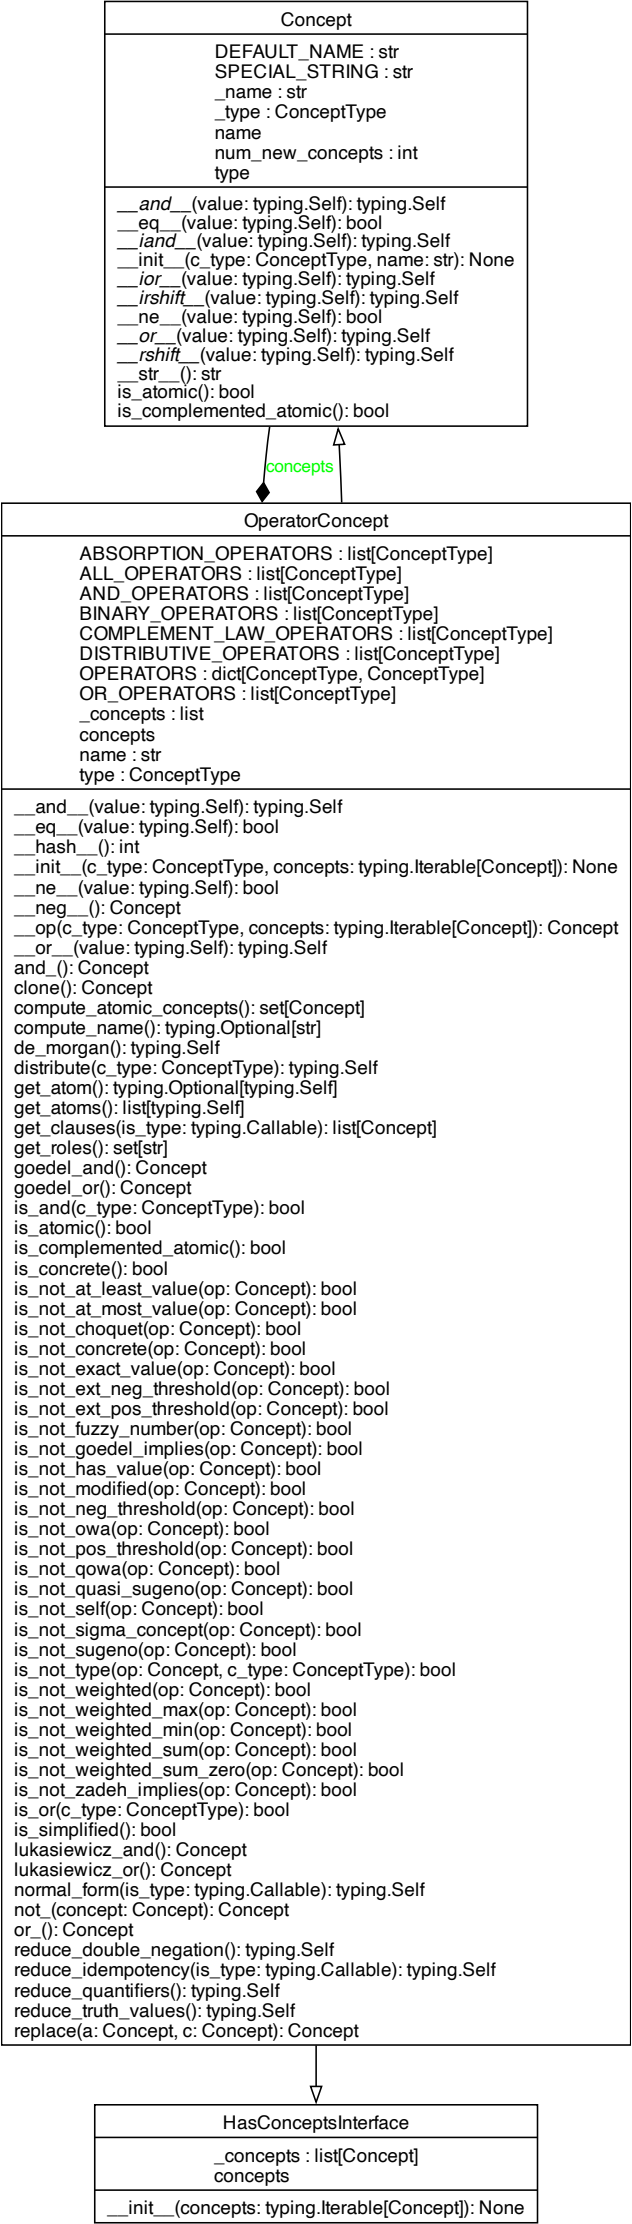 Concept
DEFAULT_NAME : str
SPECIAL_STRING : str
_name : str
_type : ConceptType
name
num_new_concepts : int
type
__and__(value: typing.Self): typing.Self
__eq__(value: typing.Self): bool
__iand__(value: typing.Self): typing.Self
__init__(c_type: ConceptType, name: str): None
__ior__(value: typing.Self): typing.Self
__irshift__(value: typing.Self): typing.Self
__ne__(value: typing.Self): bool
__or__(value: typing.Self): typing.Self
__rshift__(value: typing.Self): typing.Self
__str__(): str
is_atomic(): bool
is_complemented_atomic(): bool
concepts
OperatorConcept
ABSORPTION_OPERATORS : list[ConceptType]
ALL_OPERATORS : list[ConceptType]
AND_OPERATORS : list[ConceptType]
BINARY_OPERATORS : list[ConceptType]
COMPLEMENT_LAW_OPERATORS : list[ConceptType]
DISTRIBUTIVE_OPERATORS : list[ConceptType]
OPERATORS : dict[ConceptType, ConceptType]
OR_OPERATORS : list[ConceptType]
_concepts : list
concepts
name : str
type : ConceptType
__and__(value: typing.Self): typing.Self
__eq__(value: typing.Self): bool
__hash__(): int
__init__(c_type: ConceptType, concepts: typing.Iterable[Concept]): None
__ne__(value: typing.Self): bool
__neg__(): Concept
__op(c_type: ConceptType, concepts: typing.Iterable[Concept]): Concept
__or__(value: typing.Self): typing.Self
and_(): Concept
clone(): Concept
compute_atomic_concepts(): set[Concept]
compute_name(): typing.Optional[str]
de_morgan(): typing.Self
distribute(c_type: ConceptType): typing.Self
get_atom(): typing.Optional[typing.Self]
get_atoms(): list[typing.Self]
get_clauses(is_type: typing.Callable): list[Concept]
get_roles(): set[str]
goedel_and(): Concept
goedel_or(): Concept
is_and(c_type: ConceptType): bool
is_atomic(): bool
is_complemented_atomic(): bool
is_concrete(): bool
is_not_at_least_value(op: Concept): bool
is_not_at_most_value(op: Concept): bool
is_not_choquet(op: Concept): bool
is_not_concrete(op: Concept): bool
is_not_exact_value(op: Concept): bool
is_not_ext_neg_threshold(op: Concept): bool
is_not_ext_pos_threshold(op: Concept): bool
is_not_fuzzy_number(op: Concept): bool
is_not_goedel_implies(op: Concept): bool
is_not_has_value(op: Concept): bool
is_not_modified(op: Concept): bool
is_not_neg_threshold(op: Concept): bool
is_not_owa(op: Concept): bool
is_not_pos_threshold(op: Concept): bool
is_not_qowa(op: Concept): bool
is_not_quasi_sugeno(op: Concept): bool
is_not_self(op: Concept): bool
is_not_sigma_concept(op: Concept): bool
is_not_sugeno(op: Concept): bool
is_not_type(op: Concept, c_type: ConceptType): bool
is_not_weighted(op: Concept): bool
is_not_weighted_max(op: Concept): bool
is_not_weighted_min(op: Concept): bool
is_not_weighted_sum(op: Concept): bool
is_not_weighted_sum_zero(op: Concept): bool
is_not_zadeh_implies(op: Concept): bool
is_or(c_type: ConceptType): bool
is_simplified(): bool
lukasiewicz_and(): Concept
lukasiewicz_or(): Concept
normal_form(is_type: typing.Callable): typing.Self
not_(concept: Concept): Concept
or_(): Concept
reduce_double_negation(): typing.Self
reduce_idempotency(is_type: typing.Callable): typing.Self
reduce_quantifiers(): typing.Self
reduce_truth_values(): typing.Self
replace(a: Concept, c: Concept): Concept
HasConceptsInterface
_concepts : list[Concept]
concepts
__init__(concepts: typing.Iterable[Concept]): None